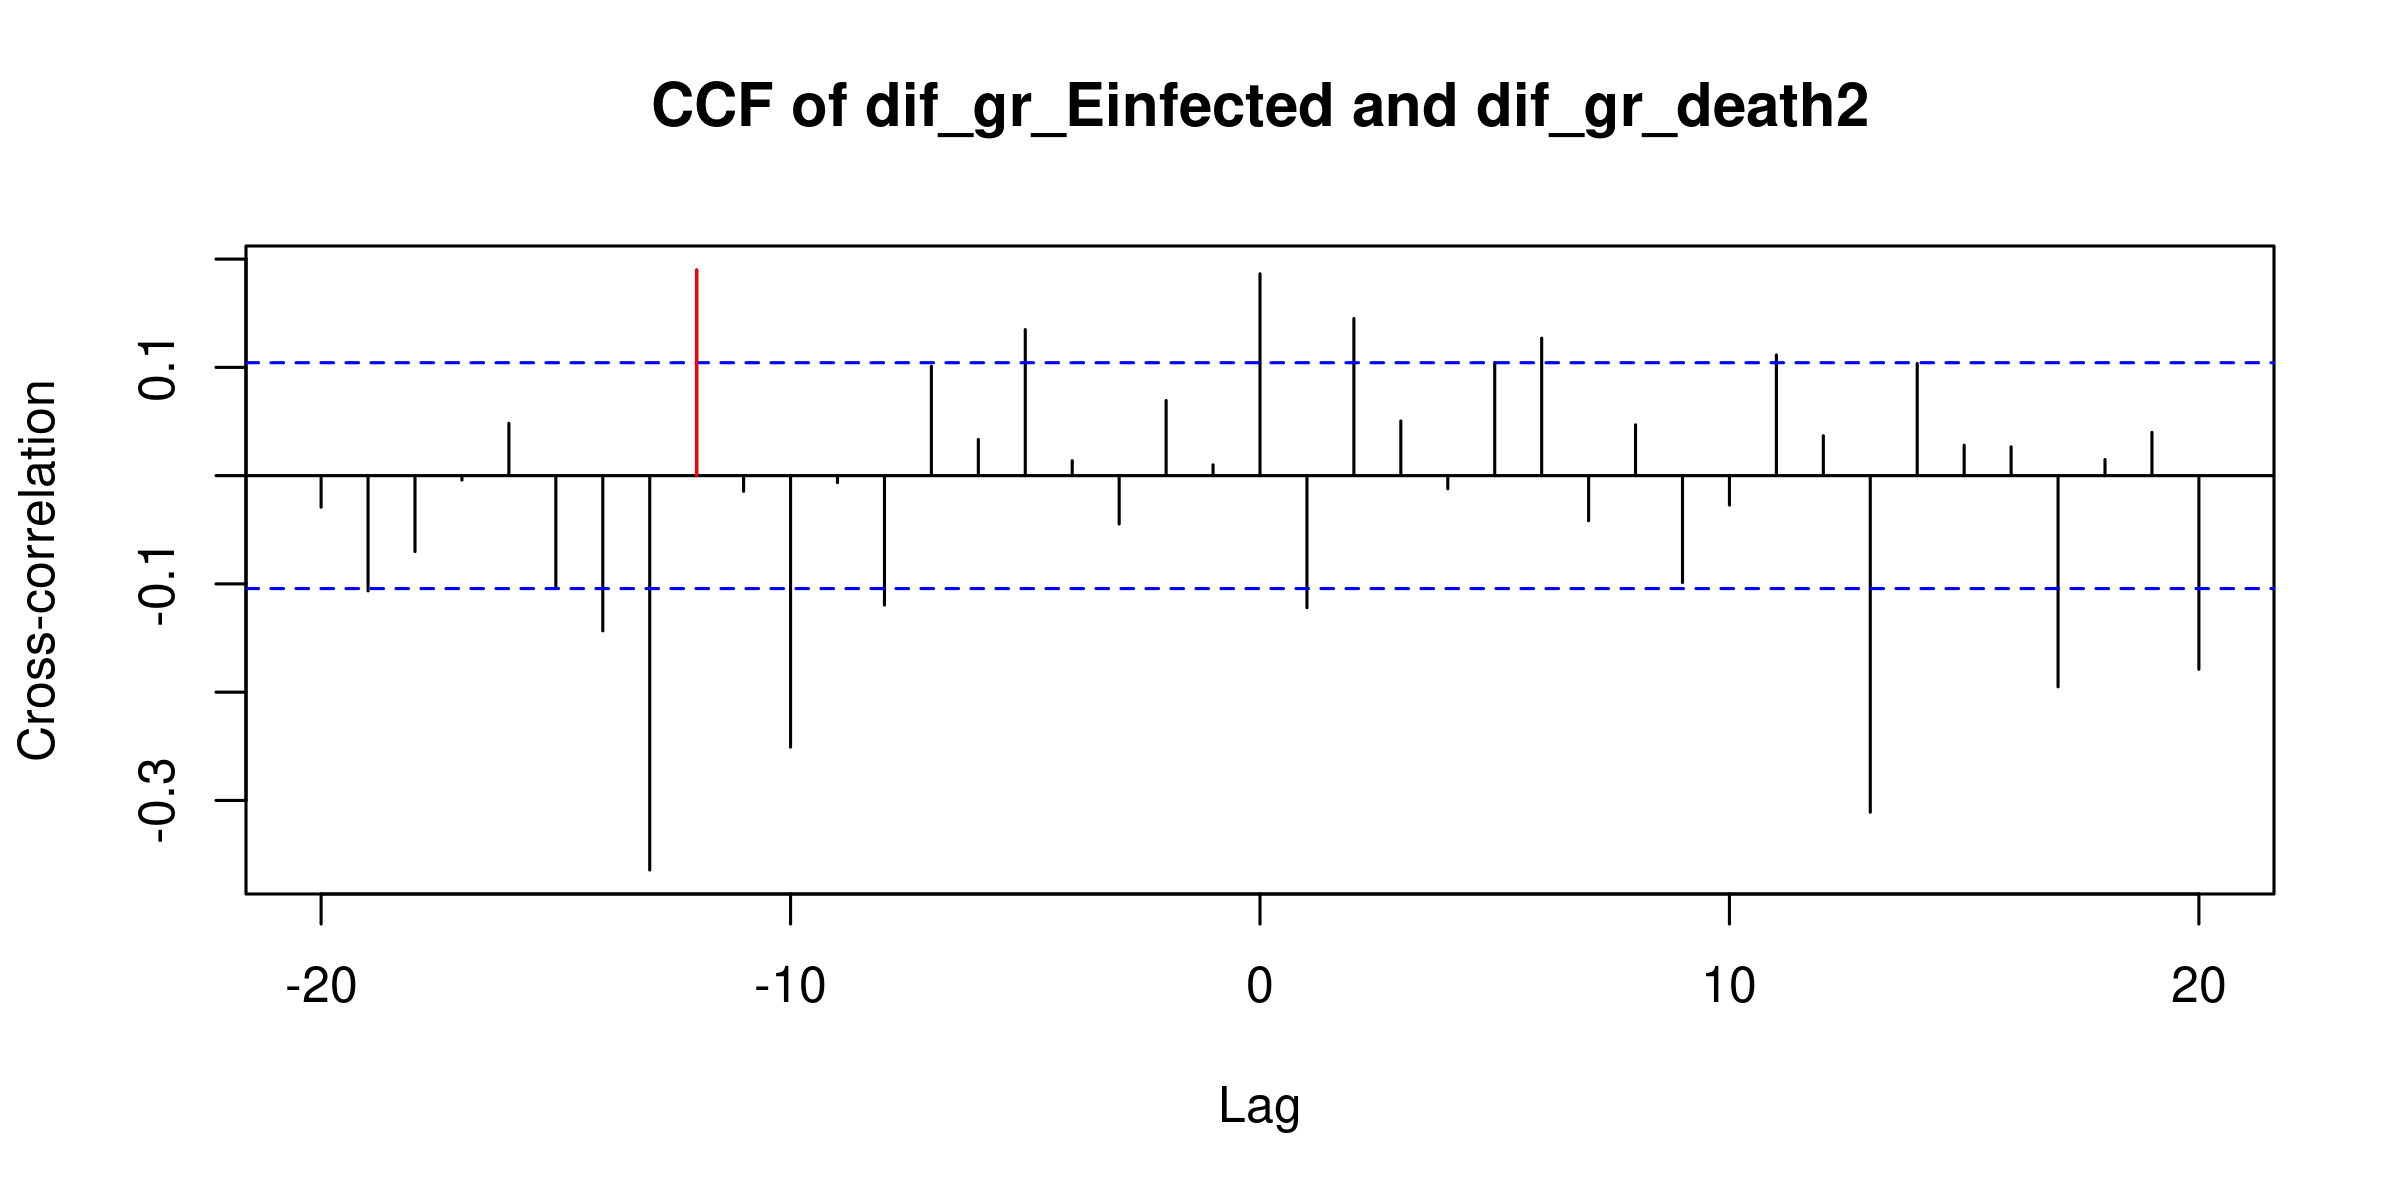 CCF of dif_gr_Einfected and dif_gr_death2
Cross-correlation
0.1
-0.1
-0.3
-20 -10 0 10 20
Lag